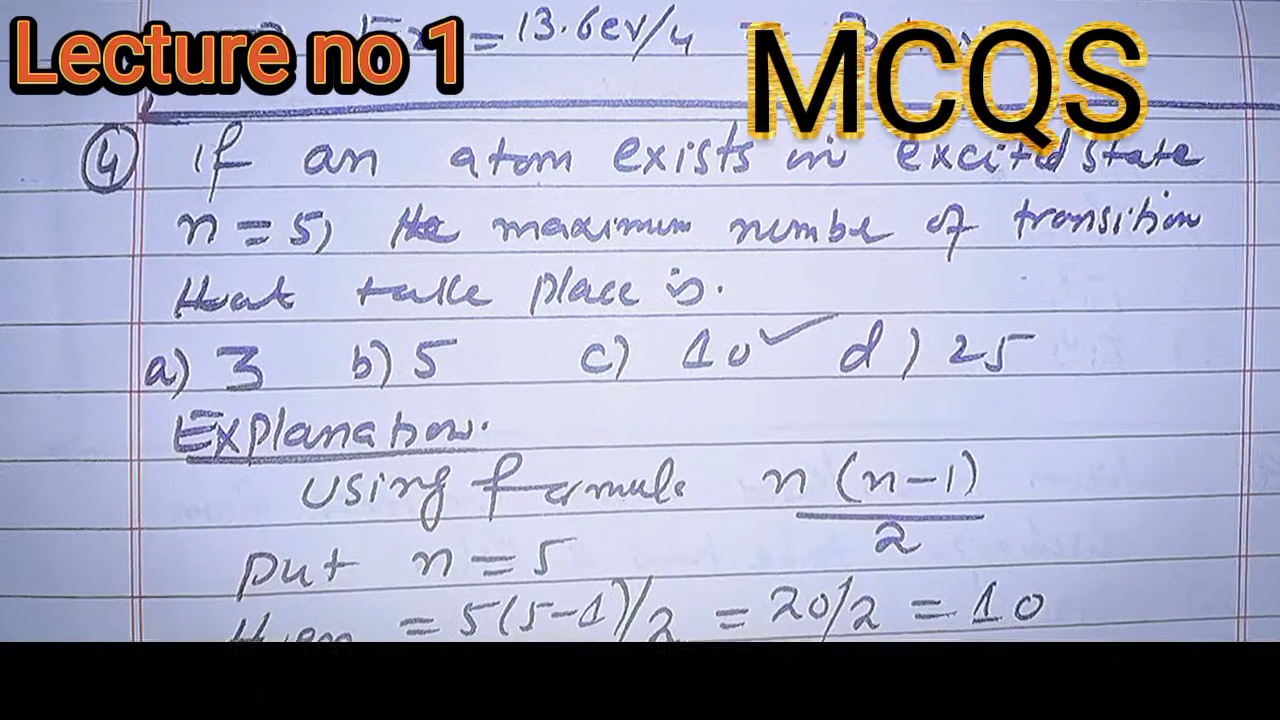 Lecture no 1
= 13.6ev/4
MCQS
④ If an atom exists in excited state
n = 5, the maximum number of transition
that take place is.
a) 3 b) 5 c) 10 ✓ d) 25
Explanation.
using formula n(n-1)/2
put n = 5
= 5(5-1)/2 = 20/2 = 10